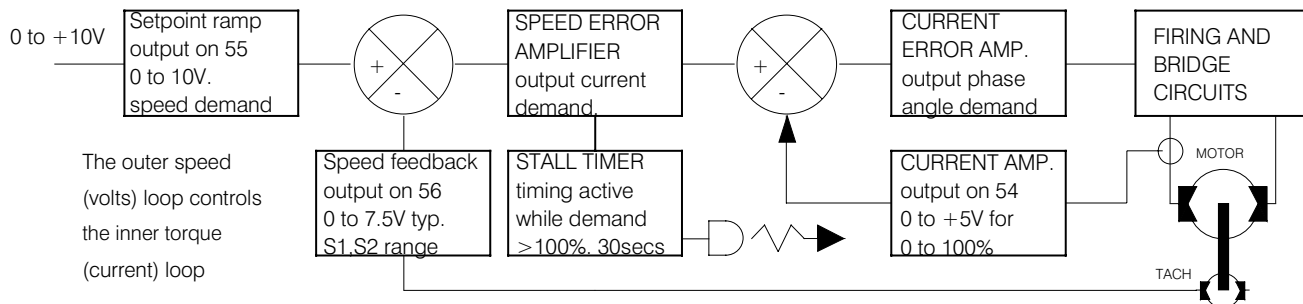 0 to +10V
Setpoint ramp
output on 55
0 to 10V.
speed demand
+
-
SPEED ERROR
AMPLIFIER
output current
demand.
+
-
CURRENT
ERROR AMP.
output phase
angle demand
FIRING AND
BRIDGE
CIRCUITS
The outer speed
(volts) loop controls
the inner torque
(current) loop
Speed feedback
output on 56
0 to 7.5V typ.
S1,S2 range
STALL TIMER
timing active
while demand
>100%. 30secs
CURRENT AMP.
output on 54
0 to +5V for
0 to 100%
MOTOR
TACH